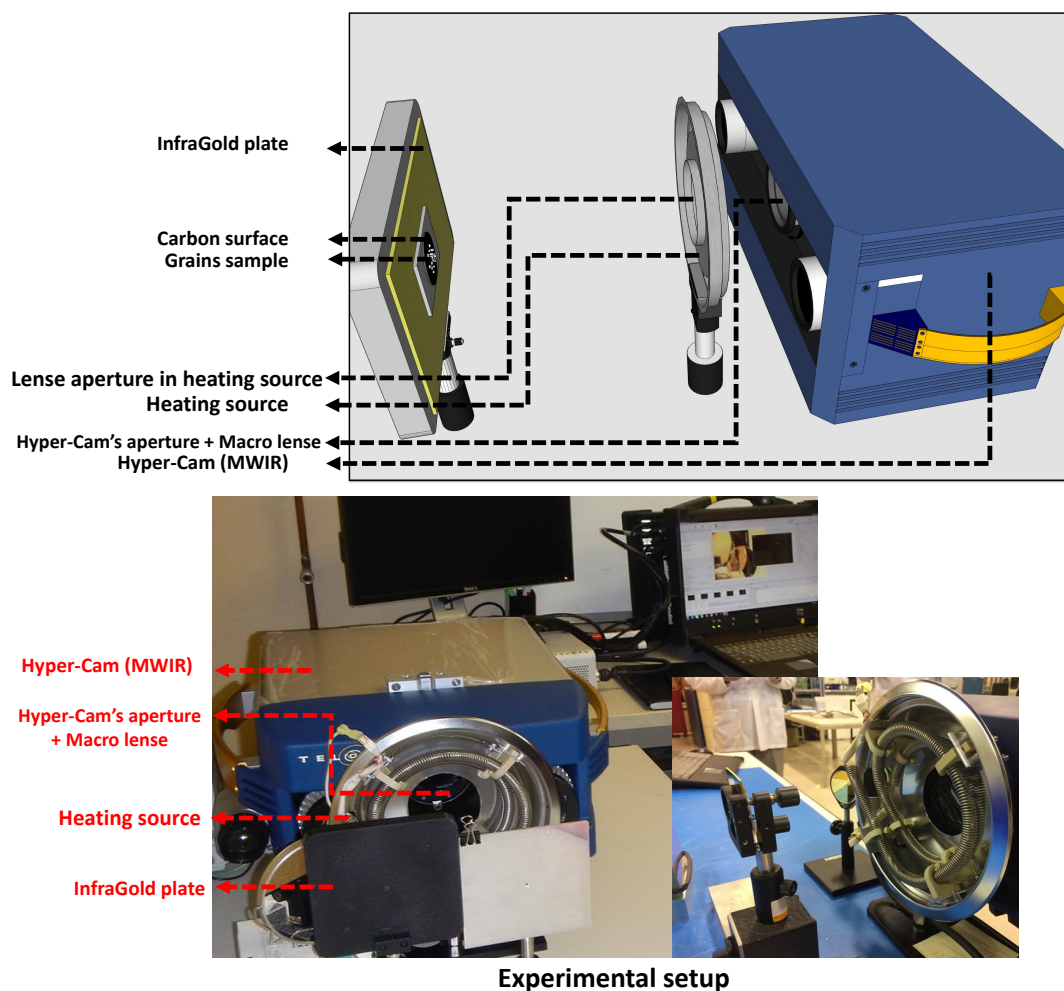 InfraGold plate
Carbon surface
Grains sample
Lense aperture in heating source
Heating source
Hyper-Cam's aperture + Macro lense
Hyper-Cam (MWIR)
Hyper-Cam (MWIR)
Hyper-Cam's aperture
+ Macro lense
TEL
Heating source
InfraGold plate
Experimental setup